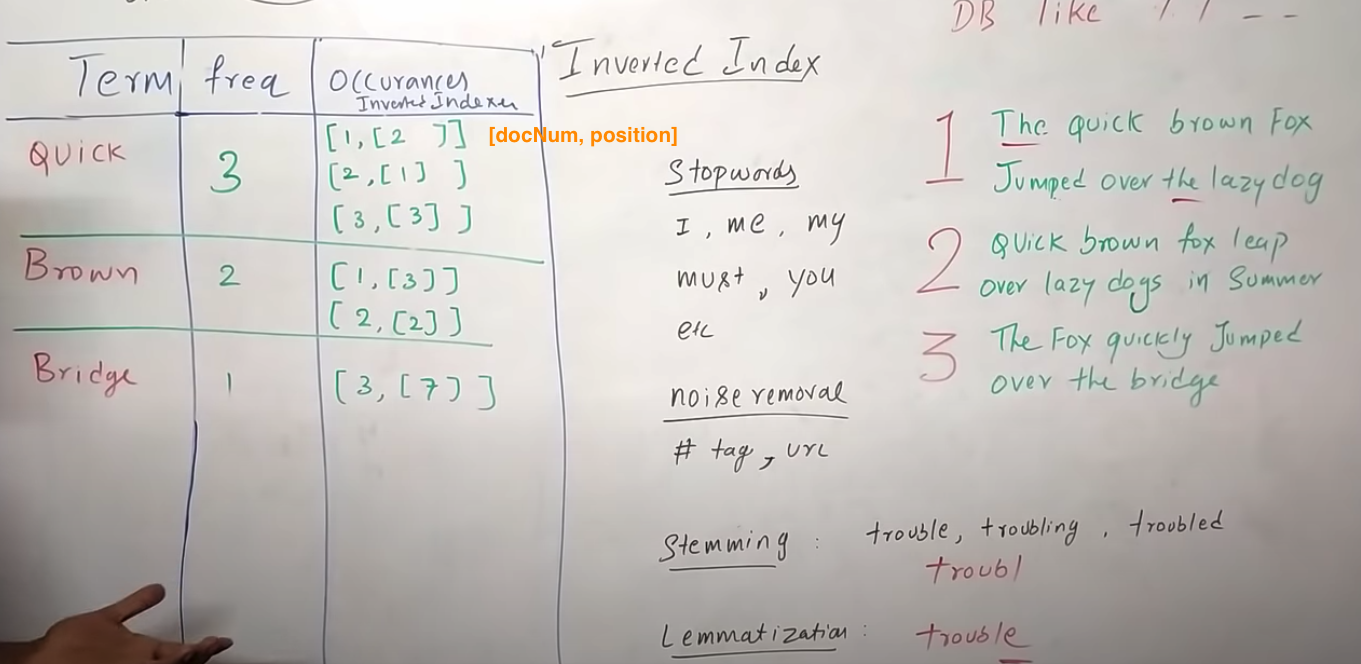 DB like
Term freq Occurances
Inverted Indexer
Quick 3 [1,[2 ]] [docNum, position]
[2,[1] ]
[3,[3] ]
Brown 2 [1,[3]]
[2,[2]]
Bridge 1 [3,[7) ]
Inverted Index
Stopwords
I, me, my
must, you
etc
noise removal
# tag, URL
Stemming : trouble, troubling, troubled
troubl
Lemmatization : trouble
1 The quick brown Fox
Jumped over the lazy dog
2 Quick brown fox leap
over lazy dogs in Summer
3 The Fox quickly Jumped
over the bridge